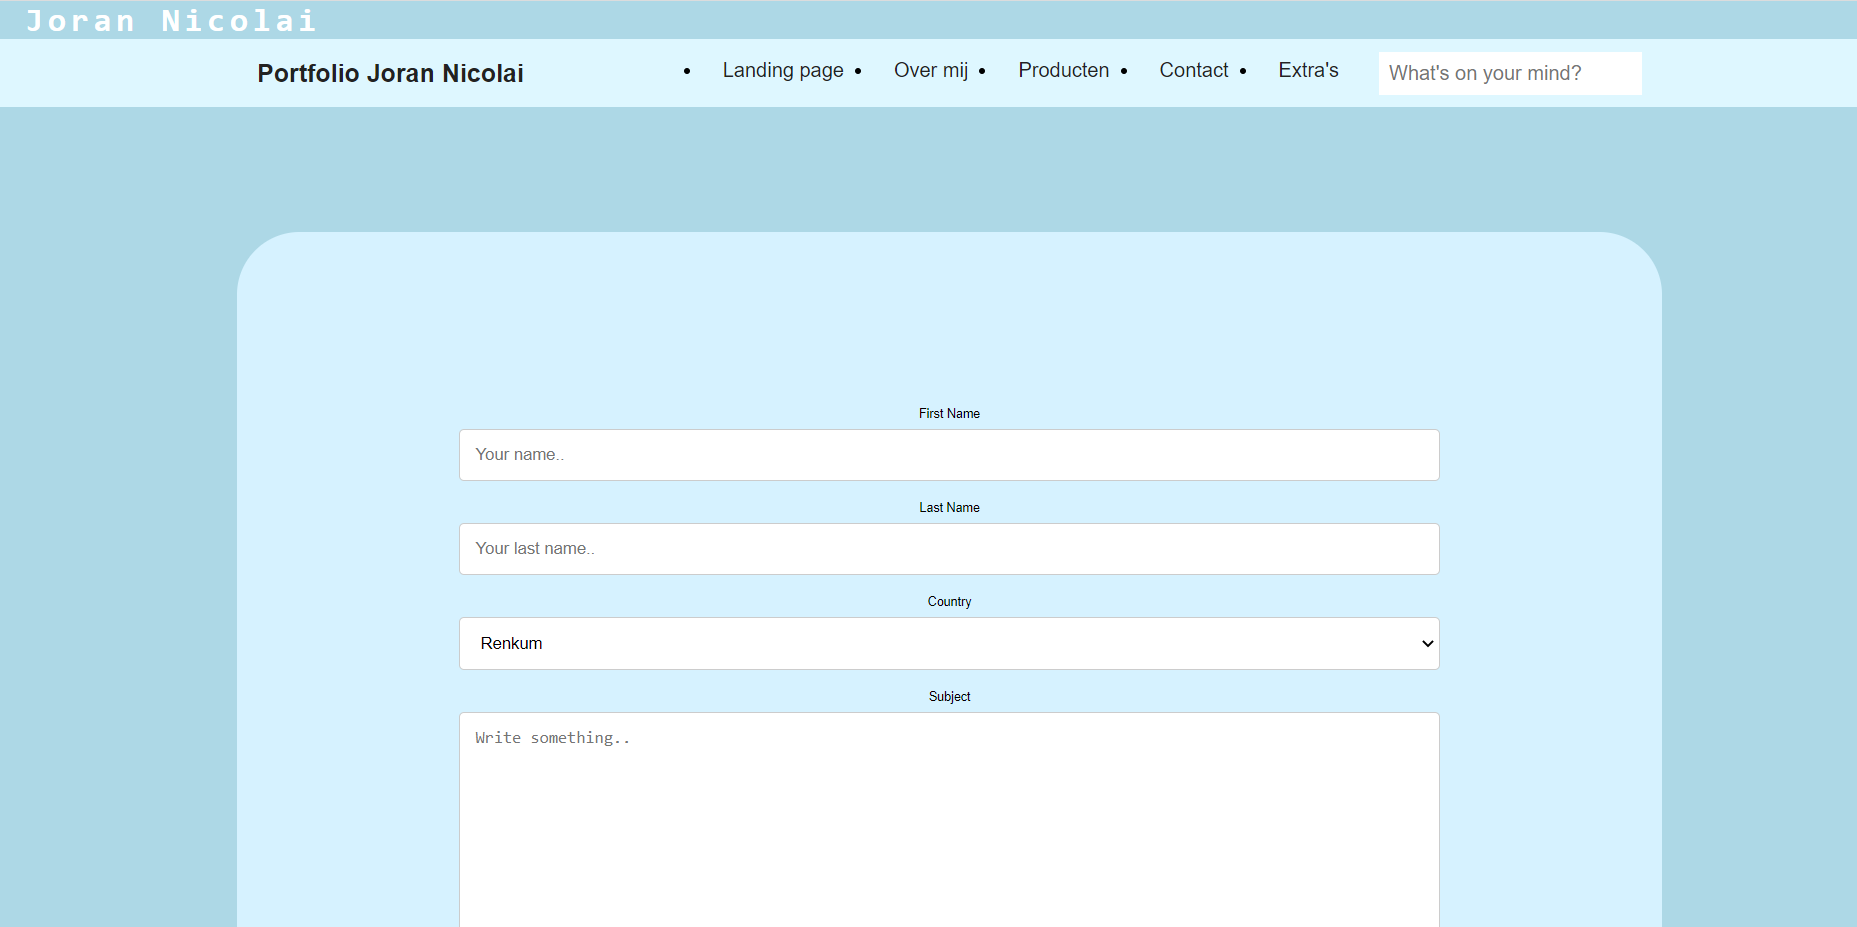 Joran Nicolai
Portfolio Joran Nicolai
• Landing page • Over mij • Producten • Contact • Extra's
What's on your mind?
First Name
Your name..
Last Name
Your last name..
Country
Renkum
Subject
Write something..